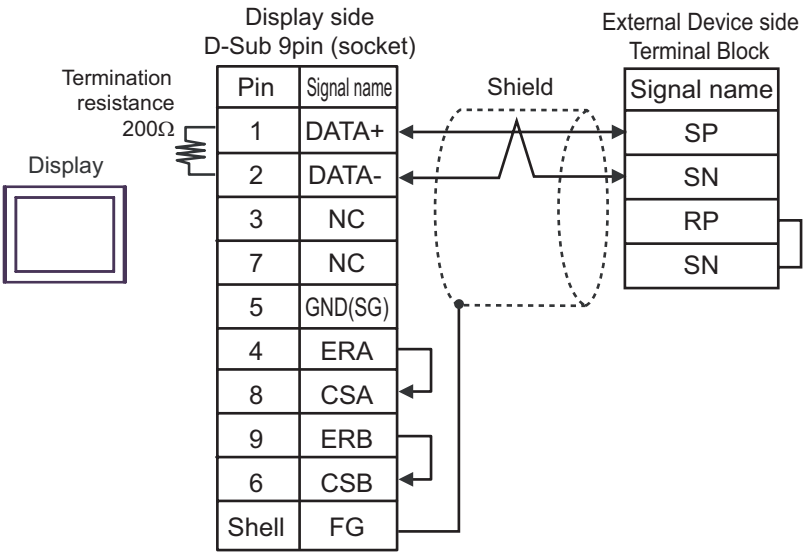 Display side
D-Sub 9pin (socket)
External Device side
Terminal Block
Termination
resistance
200Ω
Display
Shield
Pin Signal name
1 DATA+
2 DATA-
3 NC
7 NC
5 GND(SG)
4 ERA
8 CSA
9 ERB
6 CSB
Shell FG
Signal name
SP
SN
RP
SN